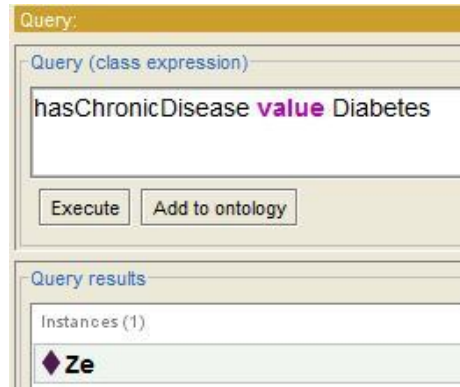 Query:
Query (class expression)
hasChronicDisease value Diabetes
Execute Add to ontology
Query results
Instances (1)
Ze